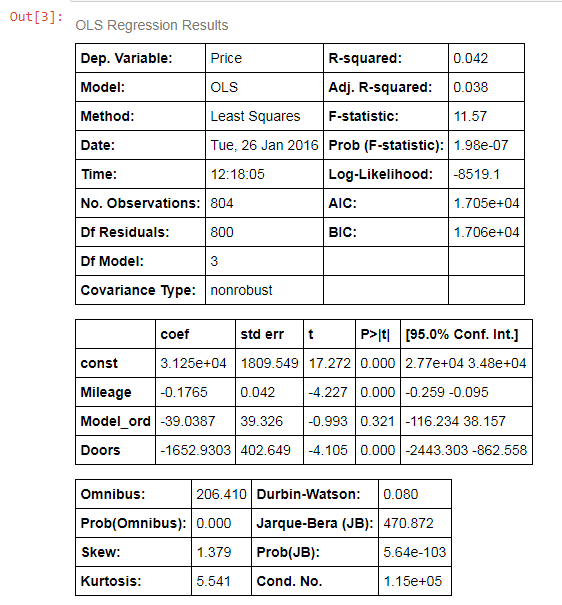 Out[3]:
OLS Regression Results
Dep. Variable: Price R-squared: 0.042
Model: OLS Adj. R-squared: 0.038
Method: Least Squares F-statistic: 11.57
Date: Tue, 26 Jan 2016 Prob (F-statistic): 1.98e-07
Time: 12:18:05 Log-Likelihood: -8519.1
No. Observations: 804 AIC: 1.705e+04
Df Residuals: 800 BIC: 1.706e+04
Df Model: 3
Covariance Type: nonrobust
coef std err t P>|t| [95.0% Conf. Int.]
const 3.125e+04 1809.549 17.272 0.000 2.77e+04 3.48e+04
Mileage -0.1765 0.042 -4.227 0.000 -0.259 -0.095
Model_ord -39.0387 39.326 -0.993 0.321 -116.234 38.157
Doors -1652.9303 402.649 -4.105 0.000 -2443.303 -862.558
Omnibus: 206.410 Durbin-Watson: 0.080
Prob(Omnibus): 0.000 Jarque-Bera (JB): 470.872
Skew: 1.379 Prob(JB): 5.64e-103
Kurtosis: 5.541 Cond. No. 1.15e+05